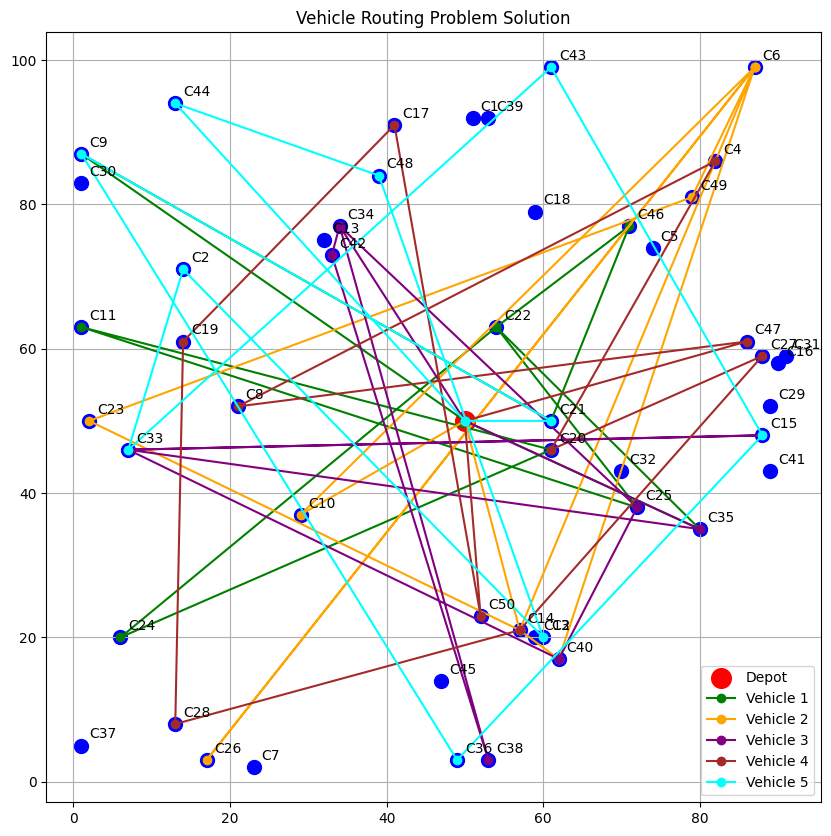 Vehicle Routing Problem Solution
100
80
60
40
20
0
0
20
40
60
80
C43
C6
C44
C17
C1
C39
C9
C4
C48
C30
C49
C18
C34
C46
3
C42
C5
C2
C11
C22
C19
C47
C27
C31
C16
C8
C29
C23
C21
C15
C33
C20
C32
C41
C10
C25
C35
C50
C24
C14
C12
C40
C45
C28
C37
C26
C7
C36
C38
Depot
Vehicle 1
Vehicle 2
Vehicle 3
Vehicle 4
Vehicle 5